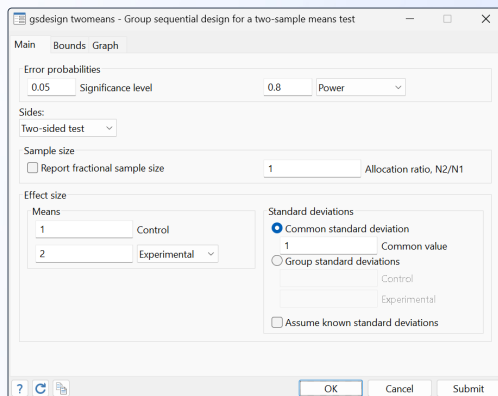 gsdesign twomeans - Group sequential design for a two-sample means test
Main Bounds Graph
Error probabilities
0.05 Significance level 0.8 Power
Sides:
Two-sided test
Sample size
Report fractional sample size 1 Allocation ratio, N2/N1
Effect size
Means
1 Control
2 Experimental
Standard deviations
Common standard deviation
1 Common value
Group standard deviations
Control
Experimental
Assume known standard deviations
? OK Cancel Submit